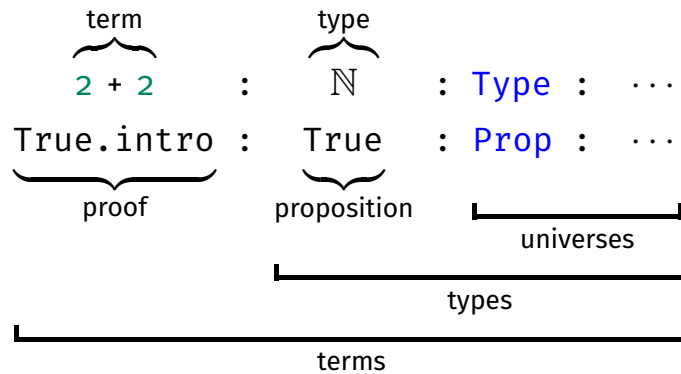 term type
2 + 2 : ℕ : Type : ⋯
True.intro : True : Prop : ⋯
proof proposition
universes
types
terms